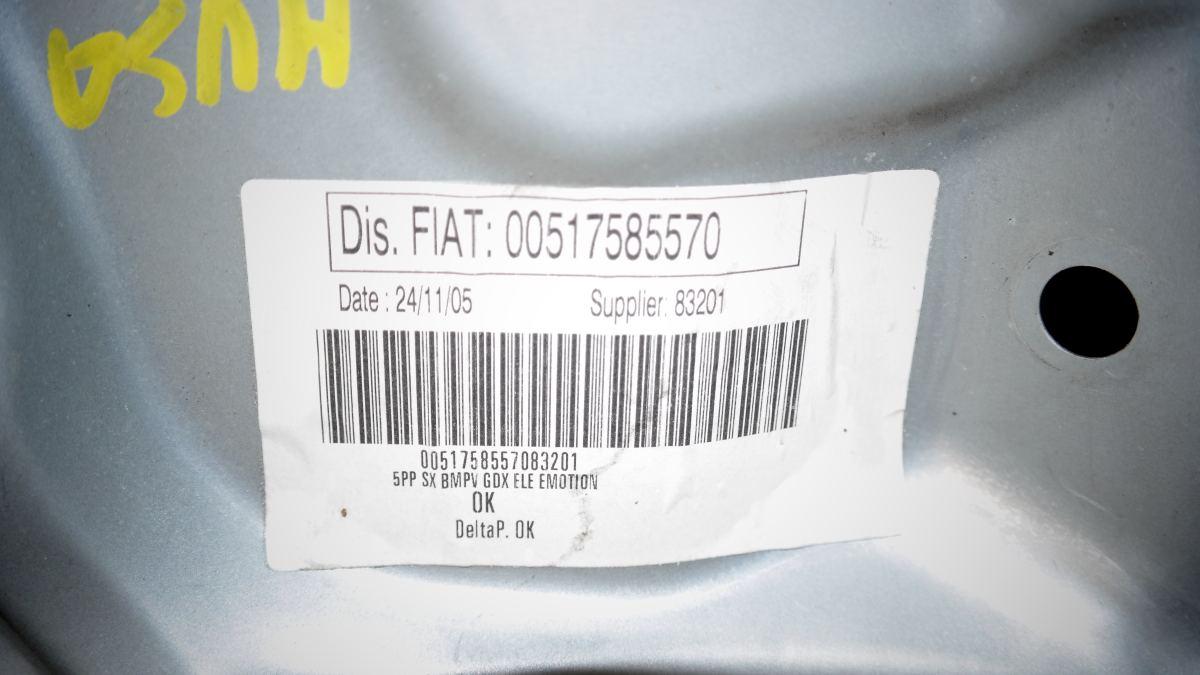 Dis. FIAT: 00517585570
Date : 24/11/05 Supplier: 83201
0051758557083201
5PP SX BMPV GDX ELE EMOTION
OK
DeltaP. OK